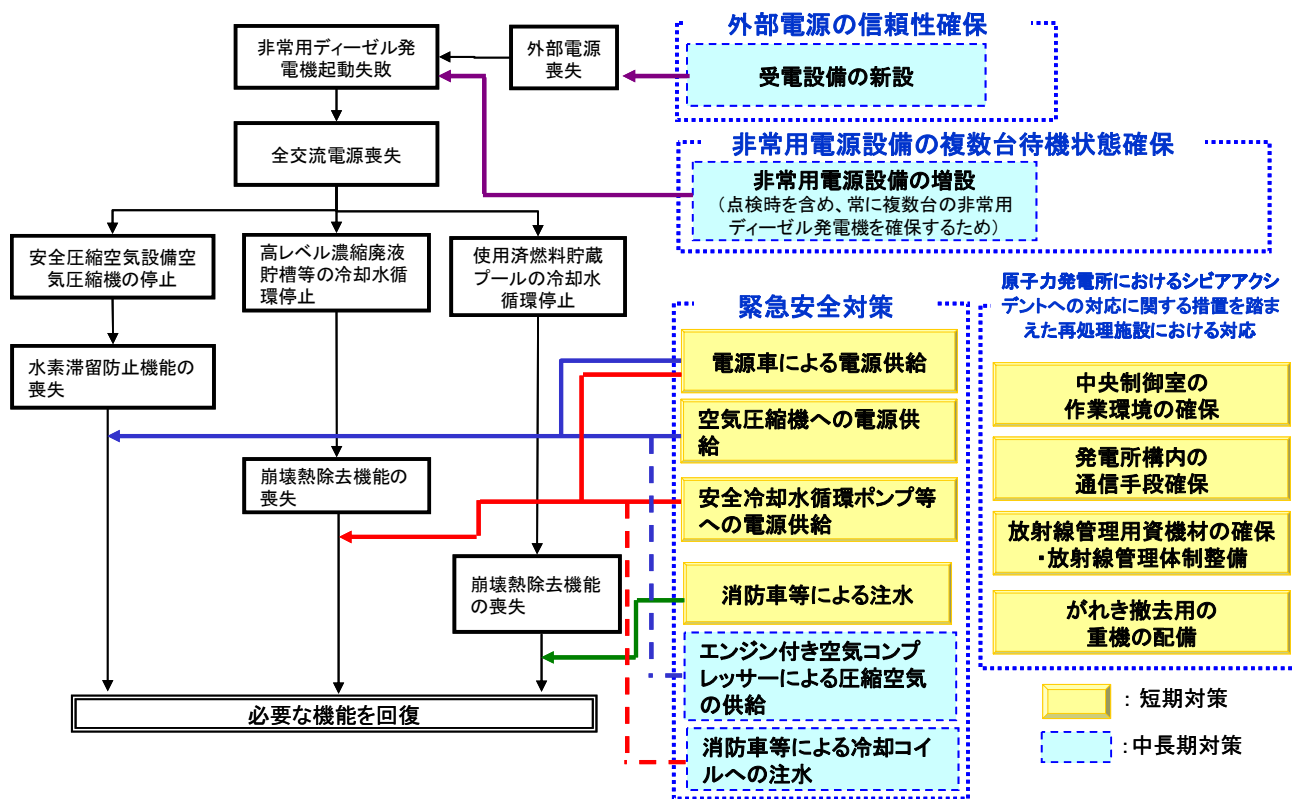 非常用ディーゼル発
電機起動失敗
外部電源
喪失
全交流電源喪失
安全圧縮空気設備空
気圧縮機の停止
高レベル濃縮廃液
貯槽等の冷却水循
環停止
使用済燃料貯蔵
プールの冷却水
循環停止
水素滞留防止機能の
喪失
崩壊熱除去機能の
喪失
崩壊熱除去機能
の喪失
必要な機能を回復
外部電源の信頼性確保
受電設備の新設
非常用電源設備の複数台待機状態確保
非常用電源設備の増設
（点検時を含め、常に複数台の非常用
ディーゼル発電機を確保するため）
緊急安全対策
電源車による電源供給
空気圧縮機への電源供
給
安全冷却水循環ポンプ等
への電源供給
消防車等による注水
エンジン付き空気コンプ
レッサーによる圧縮空気
の供給
消防車等による冷却コイ
ルへの注水
原子力発電所におけるシビアアクシ
デントへの対応に関する措置を踏ま
えた再処理施設における対応
中央制御室の
作業環境の確保
発電所構内の
通信手段確保
放射線管理用資機材の確保
・放射線管理体制整備
がれき撤去用の
重機の配備
：短期対策
：中長期対策